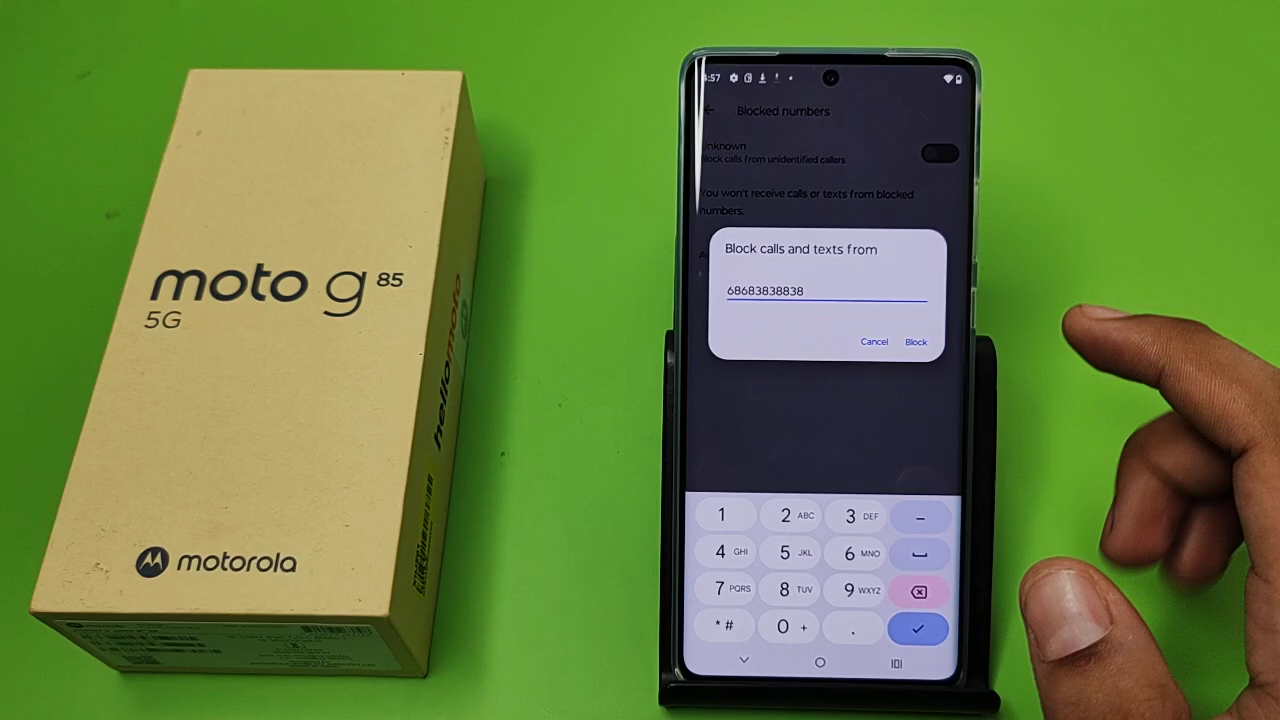 moto g 85
5G
hellomoto
motorola
:57
Blocked numbers
Unknown
Block calls from unidentified callers
You won't receive calls or texts from blocked
numbers.
Block calls and texts from
68683838838
Cancel Block
1 2 ABC 3 DEF –
4 GHI 5 JKL 6 MNO
7 PQRS 8 TUV 9 WXYZ
* # 0 + .